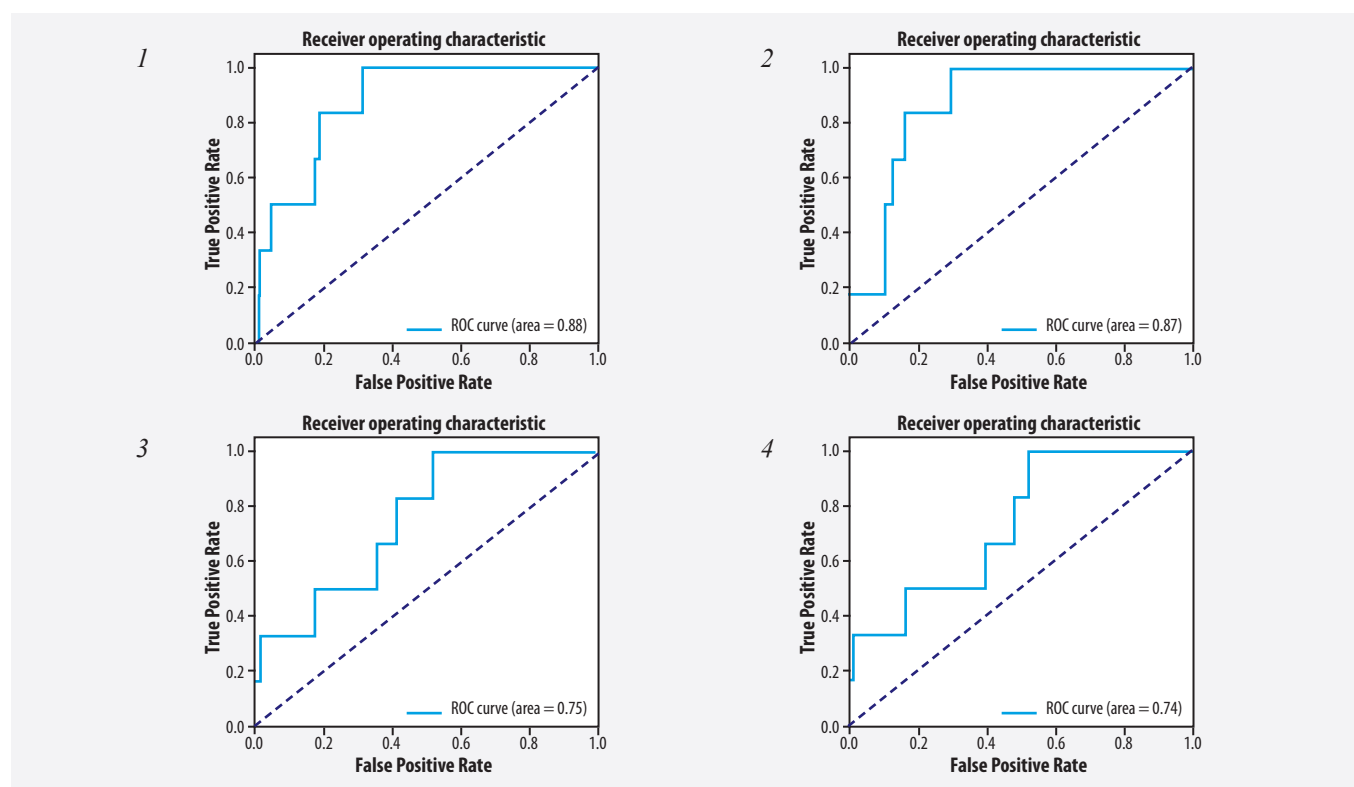 1
Receiver operating characteristic
True Positive Rate
1.0
0.8
0.6
0.4
0.2
0.0
ROC curve (area = 0.88)
0.0 0.2 0.4 0.6 0.8 1.0
False Positive Rate
2
Receiver operating characteristic
True Positive Rate
1.0
0.8
0.6
0.4
0.2
0.0
ROC curve (area = 0.87)
0.0 0.2 0.4 0.6 0.8 1.0
False Positive Rate
3
Receiver operating characteristic
True Positive Rate
1.0
0.8
0.6
0.4
0.2
0.0
ROC curve (area = 0.75)
0.0 0.2 0.4 0.6 0.8 1.0
False Positive Rate
4
Receiver operating characteristic
True Positive Rate
1.0
0.8
0.6
0.4
0.2
0.0
ROC curve (area = 0.74)
0.0 0.2 0.4 0.6 0.8 1.0
False Positive Rate